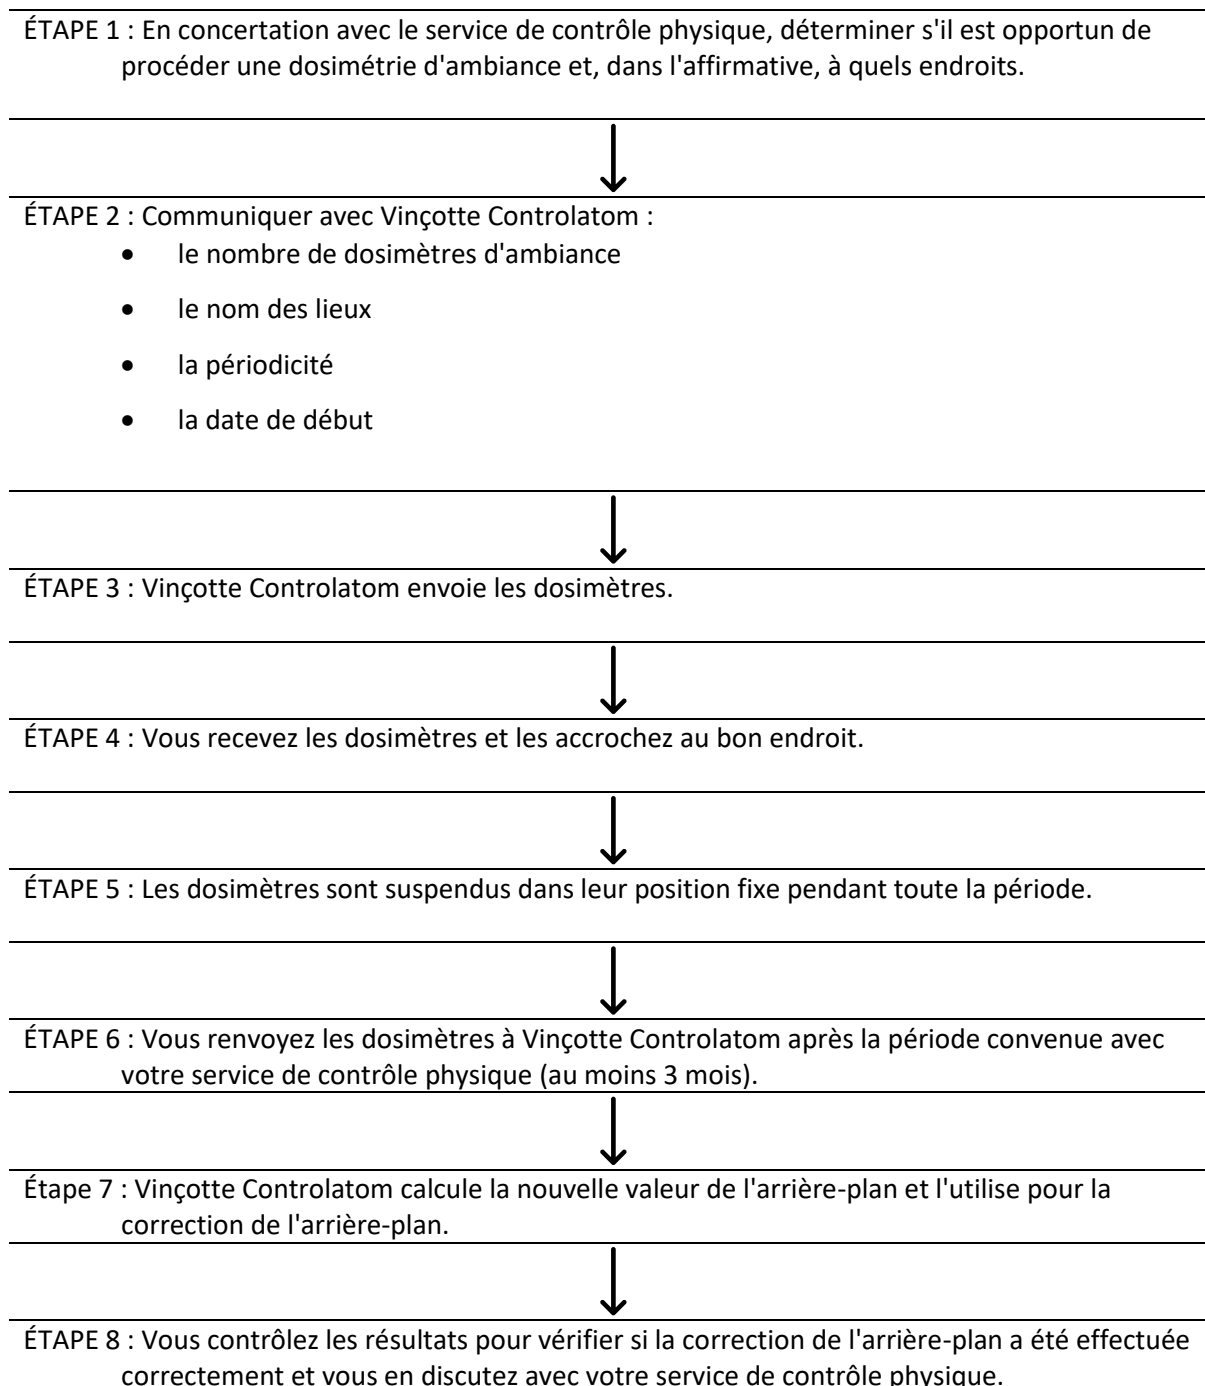 ÉTAPE 1 : En concertation avec le service de contrôle physique, déterminer s'il est opportun de
procéder une dosimétrie d'ambiance et, dans l'affirmative, à quels endroits.
ÉTAPE 2 : Communiquer avec Vinçotte Controlatom :
• le nombre de dosimètres d'ambiance
• le nom des lieux
• la périodicité
• la date de début
ÉTAPE 3 : Vinçotte Controlatom envoie les dosimètres.
ÉTAPE 4 : Vous recevez les dosimètres et les accrochez au bon endroit.
ÉTAPE 5 : Les dosimètres sont suspendus dans leur position fixe pendant toute la période.
ÉTAPE 6 : Vous renvoyez les dosimètres à Vinçotte Controlatom après la période convenue avec
votre service de contrôle physique (au moins 3 mois).
Étape 7 : Vinçotte Controlatom calcule la nouvelle valeur de l'arrière-plan et l'utilise pour la
correction de l'arrière-plan.
ÉTAPE 8 : Vous contrôlez les résultats pour vérifier si la correction de l'arrière-plan a été effectuée
correctement et vous en discutez avec votre service de contrôle physique.